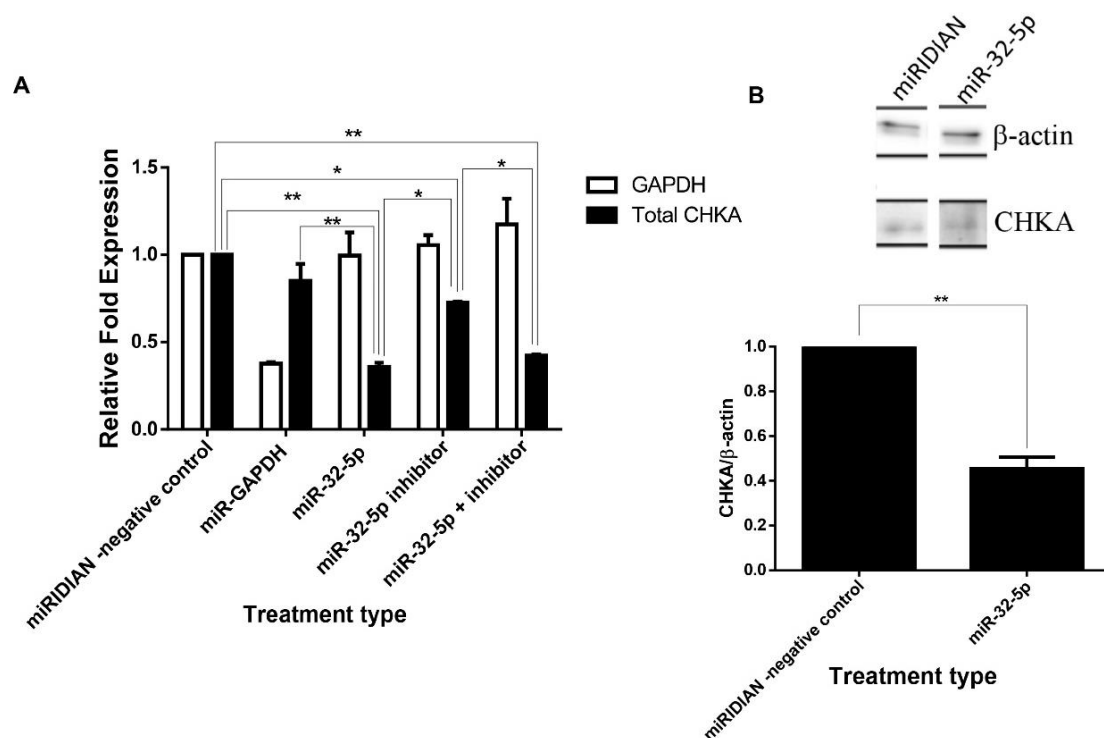 A
Relative Fold Expression
1.5
1.0
0.5
0.0
**
*
*
**
*
**
GAPDH
Total CHKA
miRIDIAN -negative control
miR-GAPDH
miR-32-5p
miR-32-5p inhibitor
miR-32-5p + inhibitor
Treatment type
B
miRIDIAN
miR-32-5p
β-actin
CHKA
**
CHKA/β-actin
1.0
0.8
0.6
0.4
0.2
0.0
miRIDIAN -negative control
miR-32-5p
Treatment type